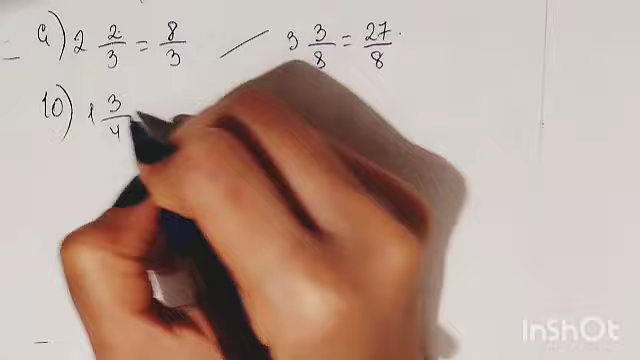 9) 2 2/3 = 8/3 / 3 3/8 = 27/8
10) 1 3/4
InShOt